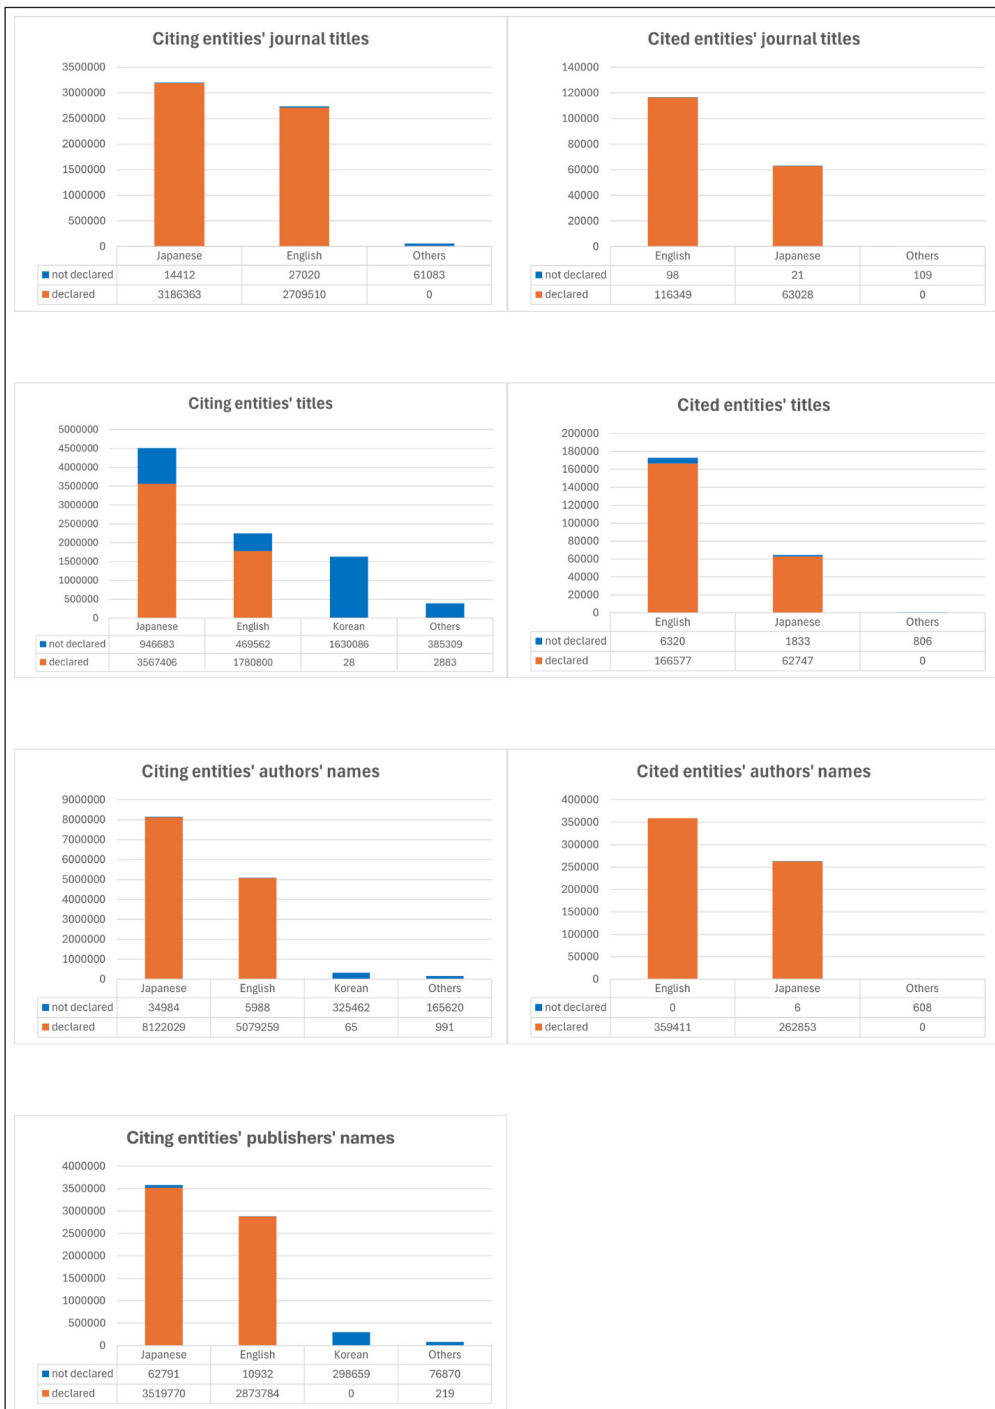 Citing entities' journal titles
3500000
3000000
2500000
2000000
1500000
1000000
500000
0
Japanese English Others
not declared 14412 27020 61083
declared 3186363 2709510 0
Cited entities' journal titles
140000
120000
100000
80000
60000
40000
20000
0
English Japanese Others
not declared 98 21 109
declared 116349 63028 0
Citing entities' titles
5000000
4500000
4000000
3500000
3000000
2500000
2000000
1500000
1000000
500000
0
Japanese English Korean Others
not declared 946683 469562 1630086 385309
declared 3567406 1780800 28 2883
Cited entities' titles
200000
180000
160000
140000
120000
100000
80000
60000
40000
20000
0
English Japanese Others
not declared 6320 1833 806
declared 166577 62747 0
Citing entities' authors' names
9000000
8000000
7000000
6000000
5000000
4000000
3000000
2000000
1000000
0
Japanese English Korean Others
not declared 34984 5988 325462 165620
declared 8122029 5079259 65 991
Cited entities' authors' names
400000
350000
300000
250000
200000
150000
100000
50000
0
English Japanese Others
not declared 0 6 608
declared 359411 262853 0
Citing entities' publishers' names
4000000
3500000
3000000
2500000
2000000
1500000
1000000
500000
0
Japanese English Korean Others
not declared 62791 10932 298659 76870
declared 3519770 2873784 0 219